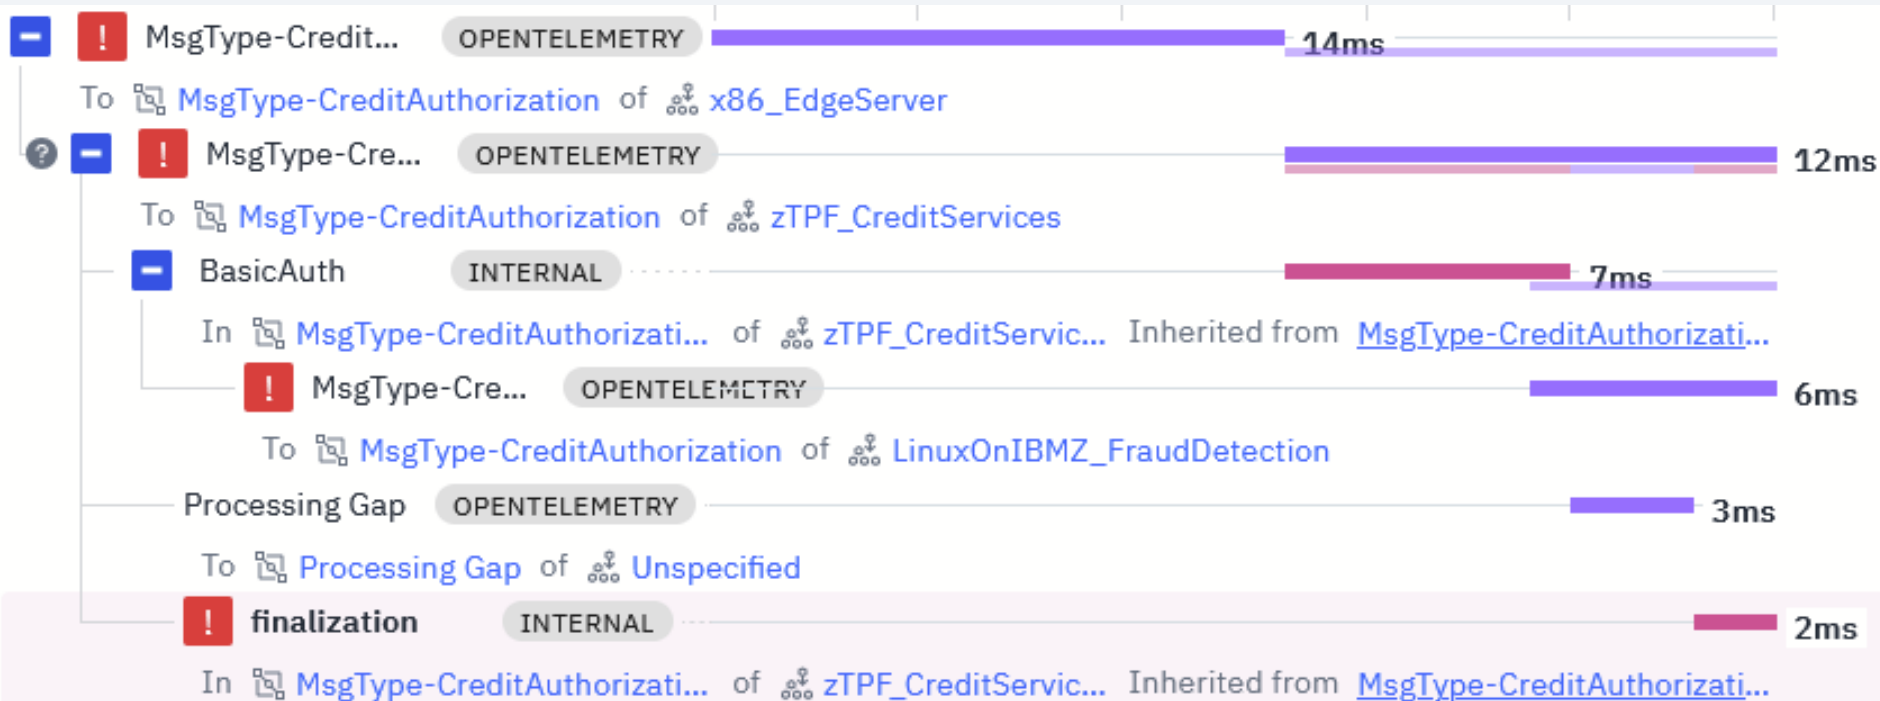 ! MsgType-Credit... OPENTELEMETRY 14ms
To MsgType-CreditAuthorization of x86_EdgeServer
? ! MsgType-Cre... OPENTELEMETRY 12ms
To MsgType-CreditAuthorization of zTPF_CreditServices
BasicAuth INTERNAL 7ms
In MsgType-CreditAuthorizati... of zTPF_CreditServic... Inherited from MsgType-CreditAuthorizati...
! MsgType-Cre... OPENTELEMETRY 6ms
To MsgType-CreditAuthorization of LinuxOnIBMZ_FraudDetection
Processing Gap OPENTELEMETRY 3ms
To Processing Gap of Unspecified
! finalization INTERNAL 2ms
In MsgType-CreditAuthorizati... of zTPF_CreditServic... Inherited from MsgType-CreditAuthorizati...